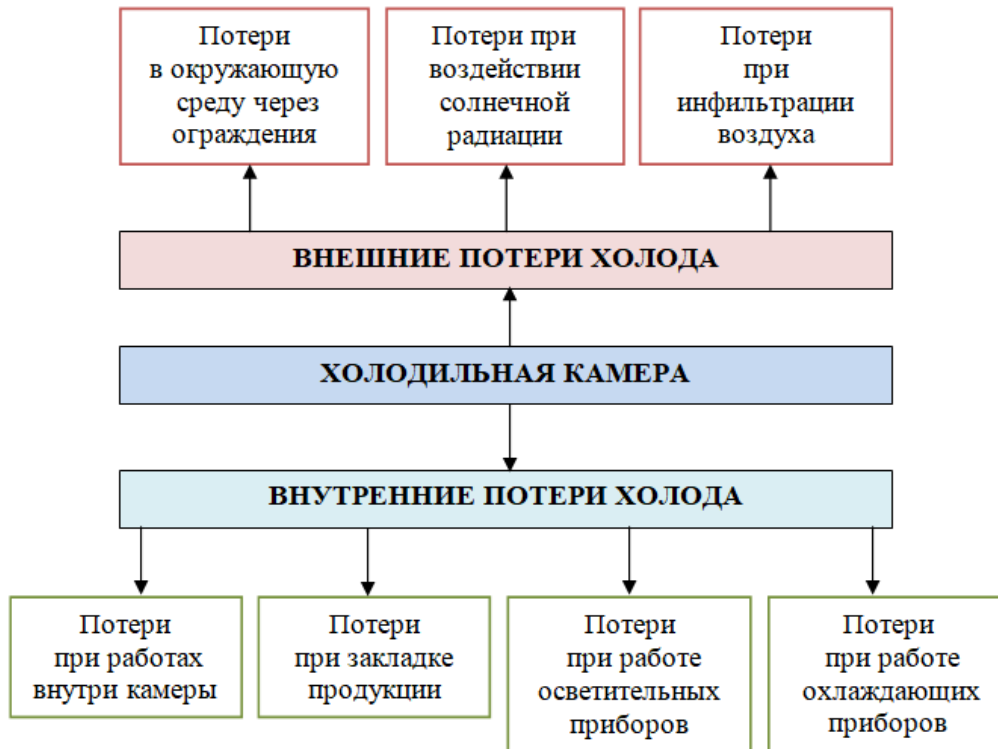 Потери
в окружающую
среду через
ограждения
Потери при
воздействии
солнечной
радиации
Потери
при
инфильтрации
воздуха
ВНЕШНИЕ ПОТЕРИ ХОЛОДА
ХОЛОДИЛЬНАЯ КАМЕРА
ВНУТРЕННИЕ ПОТЕРИ ХОЛОДА
Потери
при работах
внутри камеры
Потери
при закладке
продукции
Потери
при работе
осветительных
приборов
Потери
при работе
охлаждающих
приборов